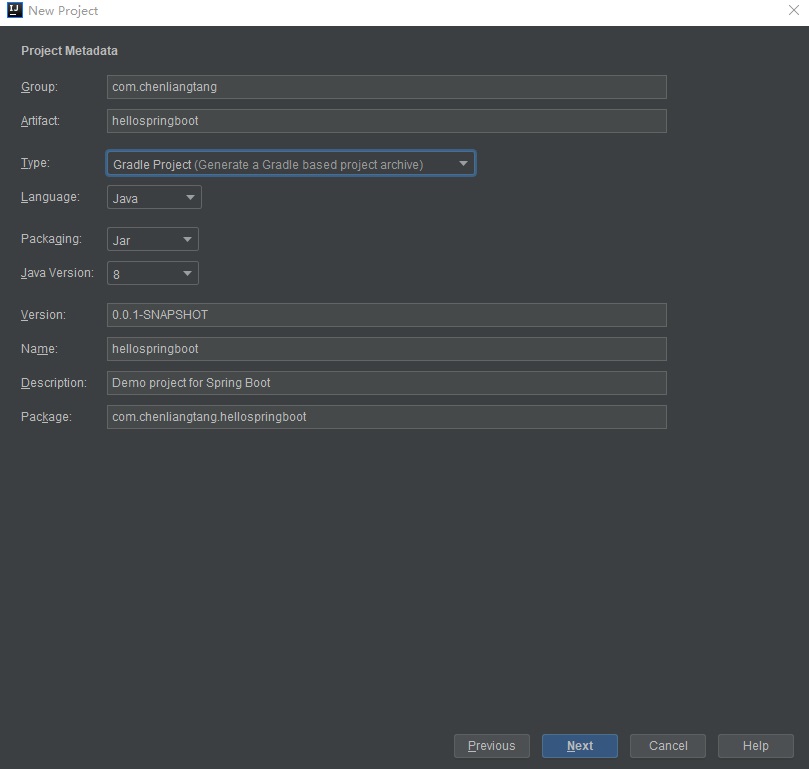 New Project
Project Metadata
Group: com.chenliangtang
Artifact: hellospringboot
Type: Gradle Project (Generate a Gradle based project archive)
Language: Java
Packaging: Jar
Java Version: 8
Version: 0.0.1-SNAPSHOT
Name: hellospringboot
Description: Demo project for Spring Boot
Package: com.chenliangtang.hellospringboot
Previous Next Cancel Help